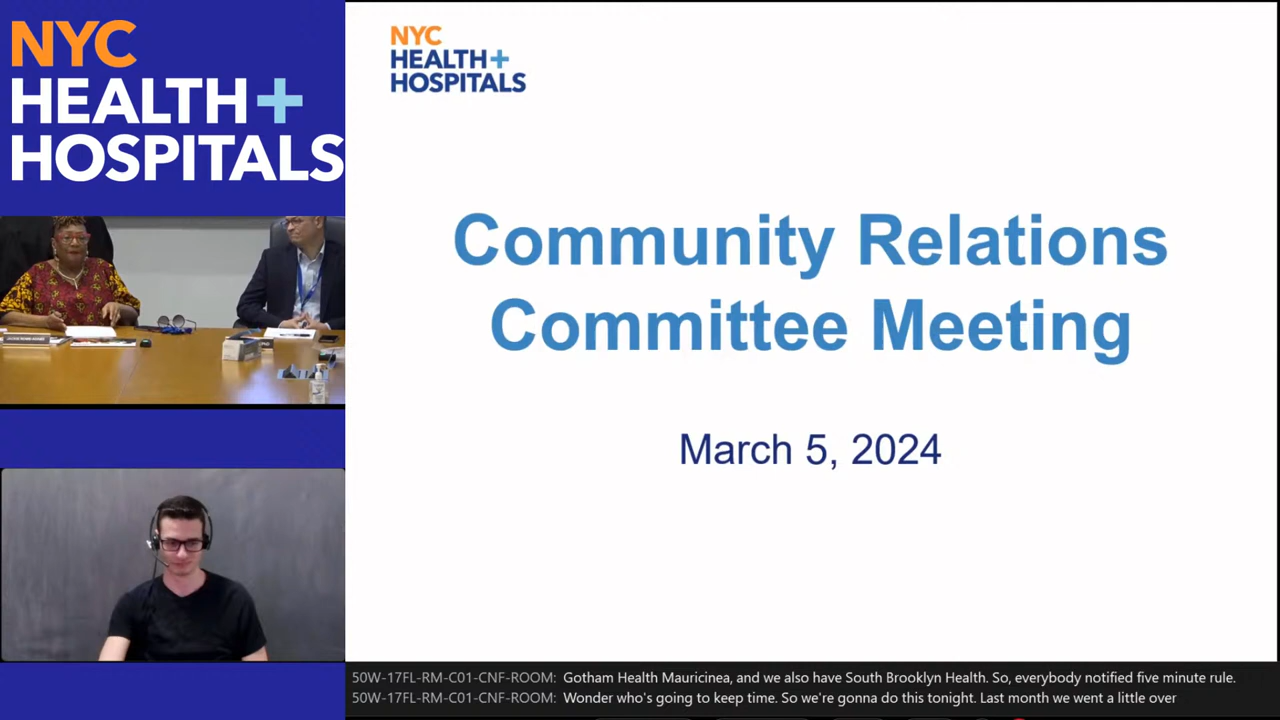 NYC
HEALTH+
HOSPITALS
NYC
HEALTH+
HOSPITALS
Community Relations
Committee Meeting
March 5, 2024
50W-17FL-RM-C01-CNF-ROOM: Gotham Health Mauricinea, and we also have South Brooklyn Health. So, everybody notified five minute rule.
50W-17FL-RM-C01-CNF-ROOM: Wonder who's going to keep time. So we're gonna do this tonight. Last month we went a little over